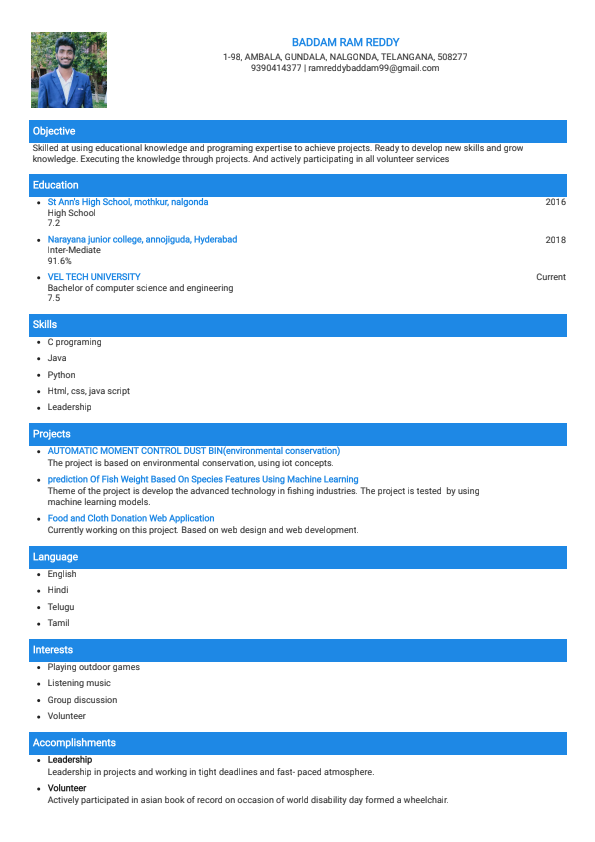 BADDAM RAM REDDY
1-98, AMBALA, GUNDALA, NALGONDA, TELANGANA, 508277
9390414377 | ramreddybaddam99@gmail.com
Objective
Skilled at using educational knowledge and programing expertise to achieve projects. Ready to develop new skills and grow
knowledge. Executing the knowledge through projects. And actively participating in all volunteer services
Education
• St Ann's High School, mothkur, nalgonda 2016
High School
7.2
• Narayana junior college, annojiguda, Hyderabad 2018
Inter-Mediate
91.6%
• VEL TECH UNIVERSITY Current
Bachelor of computer science and engineering
7.5
Skills
• C programing
• Java
• Python
• Html, css, java script
• Leadership
Projects
• AUTOMATIC MOMENT CONTROL DUST BIN(environmental conservation)
The project is based on environmental conservation, using iot concepts.
• prediction Of Fish Weight Based On Species Features Using Machine Learning
Theme of the project is develop the advanced technology in fishing industries. The project is tested by using
machine learning models.
• Food and Cloth Donation Web Application
Currently working on this project. Based on web design and web development.
Language
• English
• Hindi
• Telugu
• Tamil
Interests
• Playing outdoor games
• Listening music
• Group discussion
• Volunteer
Accomplishments
• Leadership
Leadership in projects and working in tight deadlines and fast- paced atmosphere.
• Volunteer
Actively participated in asian book of record on occasion of world disability day formed a wheelchair.